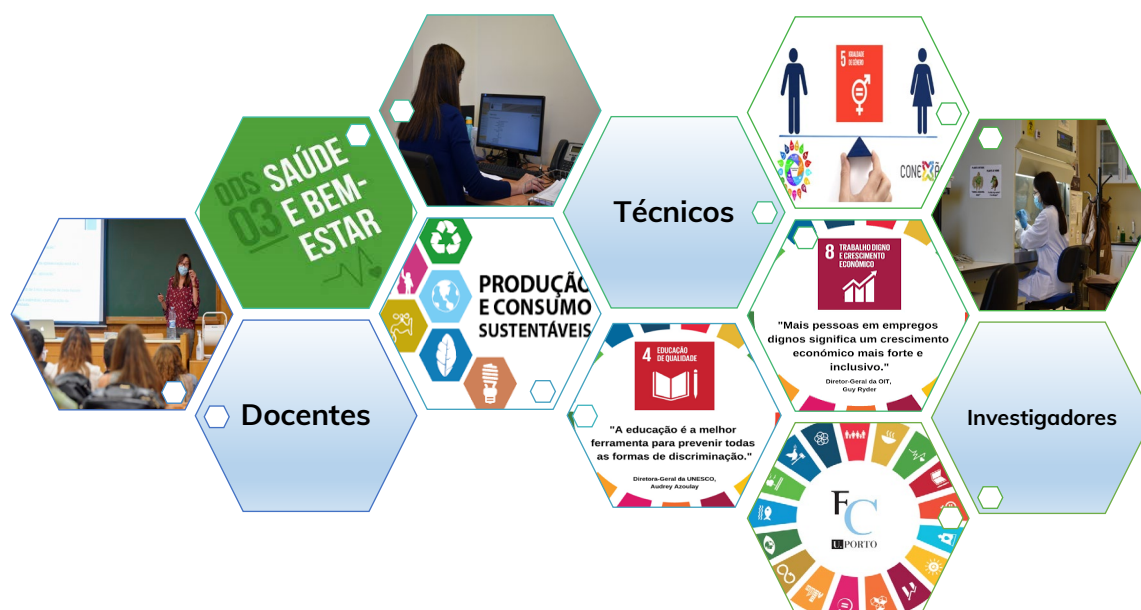 ODS
03
SAÚDE
E BEM-
ESTAR
Docentes
PRODUÇÃO
E CONSUMO
SUSTENTÁVEIS
Técnicos
4 EDUCAÇÃO
DE QUALIDADE
"A educação é a melhor
ferramenta para prevenir todas
as formas de discriminação."
Diretora-Geral da UNESCO,
Audrey Azoulay
5 IGUALDADE
DE GÉNERO
8 TRABALHO DIGNO
E CRESCIMENTO
ECONÓMICO
"Mais pessoas em empregos
dignos significa um crescimento
económico mais forte e
inclusivo."
Diretor-Geral da OIT,
Guy Ryder
FC
U. PORTO
Investigadores